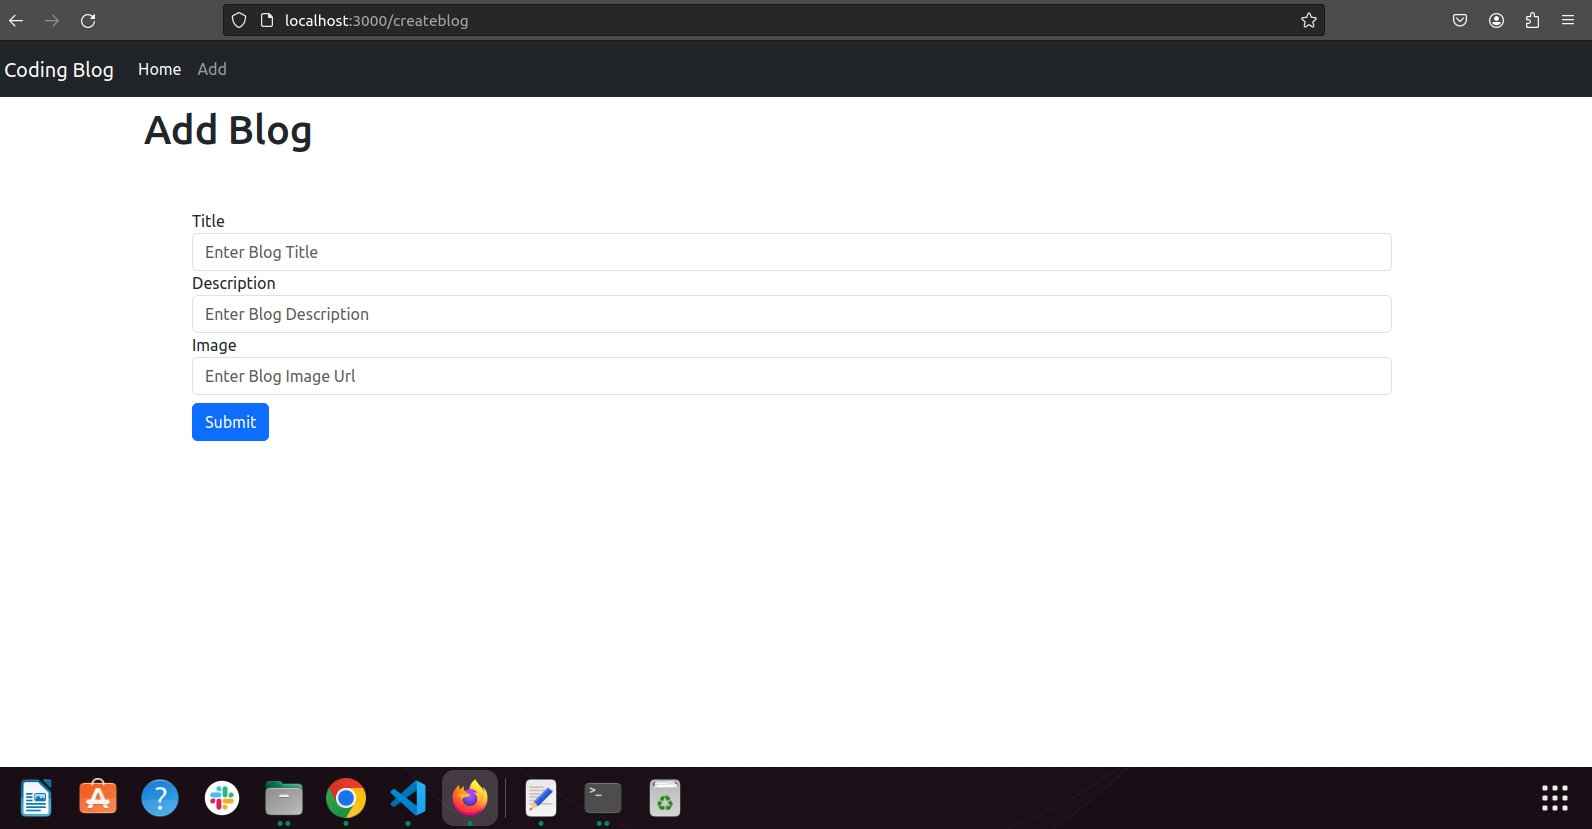 localhost:3000/createblog
Coding Blog Home Add
Add Blog
Title
Enter Blog Title
Description
Enter Blog Description
Image
Enter Blog Image Url
Submit